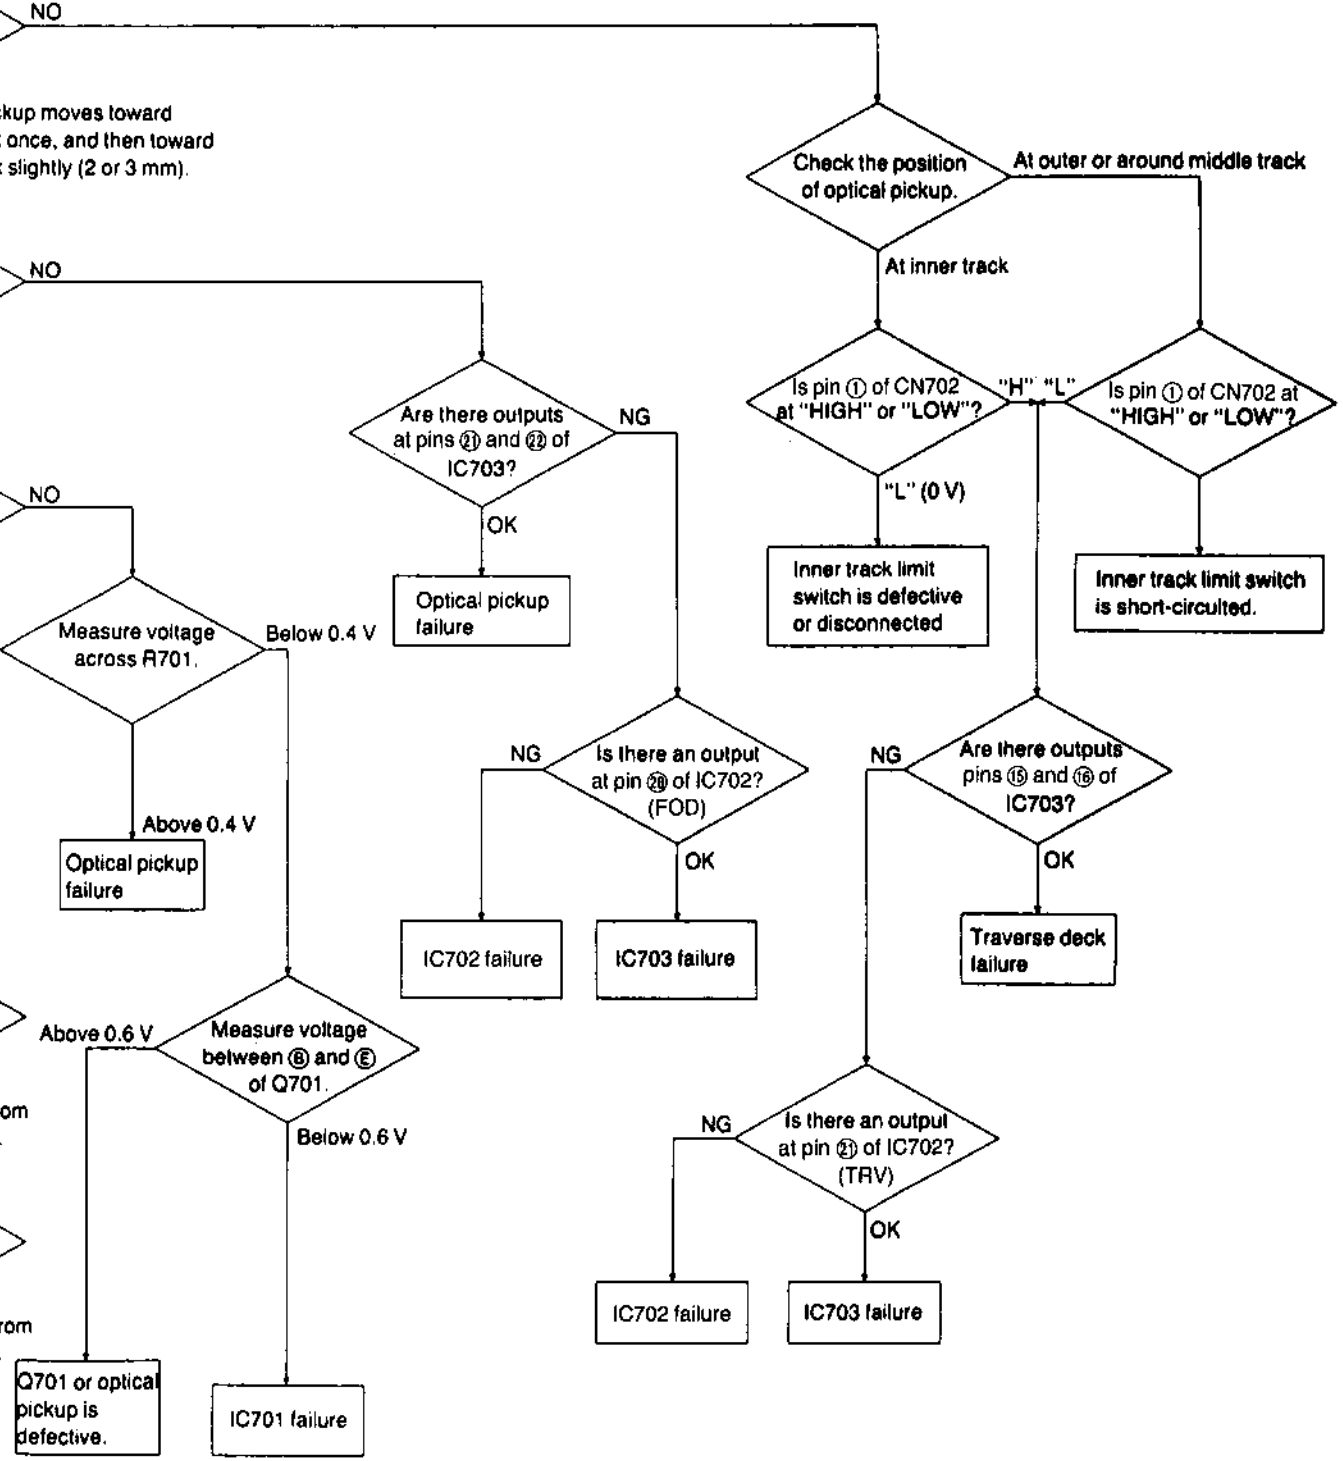 NO
ckup moves toward
t once, and then toward
k slightly (2 or 3 mm).
Check the position
of optical pickup.
At outer or around middle track
At inner track
NO
Are there outputs
at pins ㉑ and ㉒ of
IC703?
NG
OK
Optical pickup
failure
Is pin ① of CN702
at "HIGH" or "LOW"?
"H" "L"
Is pin ① of CN702 at
"HIGH" or "LOW"?
"L" (0 V)
Inner track limit
switch is defective
or disconnected
Inner track limit switch
is short-circuited.
NO
Measure voltage
across R701.
Below 0.4 V
Above 0.4 V
Optical pickup
failure
NG
Is there an output
at pin ⑳ of IC702?
(FOD)
OK
IC702 failure
IC703 failure
NG
Are there outputs
pins ⑮ and ⑯ of
IC703?
OK
Traverse deck
failure
Above 0.6 V
Measure voltage
between Ⓑ and Ⓔ
of Q701.
Below 0.6 V
om
NG
Is there an output
at pin ㉑ of IC702?
(TRV)
OK
IC702 failure
IC703 failure
rom
Q701 or optical
pickup is
defective.
IC701 failure